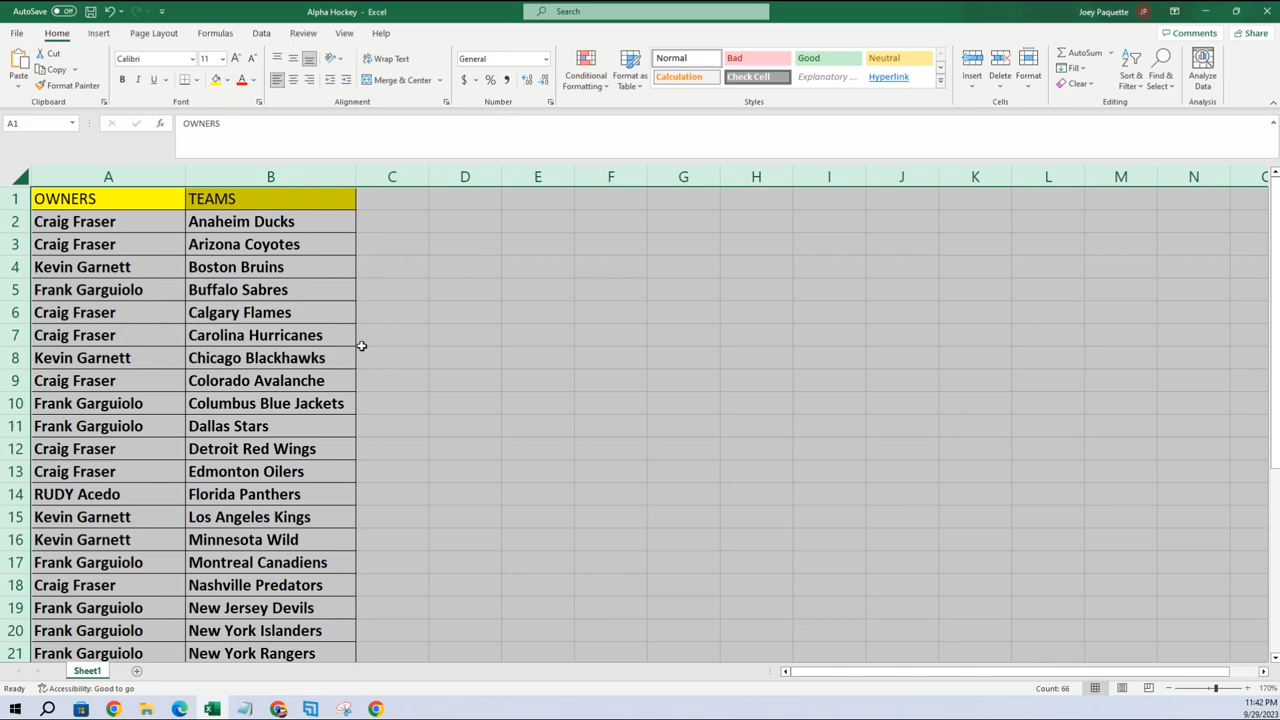 AutoSave Off Alpha Hockey - Excel Search Joey Paquette JP
File Home Insert Page Layout Formulas Data Review View Help Comments Share
Paste Cut Copy Format Painter Clipboard
Calibri 11 A A B I U A Font
Wrap Text Merge & Center Alignment
General $ % 9 Number
Conditional Formatting Format as Table
Normal Bad Good Neutral
Calculation Check Cell Explanatory ... Hyperlink
Styles
Insert Delete Format Cells
AutoSum Fill Clear Sort & Filter Find & Select Editing
Analyze Data Analysis
A1 fx OWNERS
A B C D E F G H I J K L M N
1 OWNERS TEAMS
2 Craig Fraser Anaheim Ducks
3 Craig Fraser Arizona Coyotes
4 Kevin Garnett Boston Bruins
5 Frank Garguiolo Buffalo Sabres
6 Craig Fraser Calgary Flames
7 Craig Fraser Carolina Hurricanes
8 Kevin Garnett Chicago Blackhawks
9 Craig Fraser Colorado Avalanche
10 Frank Garguiolo Columbus Blue Jackets
11 Frank Garguiolo Dallas Stars
12 Craig Fraser Detroit Red Wings
13 Craig Fraser Edmonton Oilers
14 RUDY Acedo Florida Panthers
15 Kevin Garnett Los Angeles Kings
16 Kevin Garnett Minnesota Wild
17 Frank Garguiolo Montreal Canadiens
18 Craig Fraser Nashville Predators
19 Frank Garguiolo New Jersey Devils
20 Frank Garguiolo New York Islanders
21 Frank Garguiolo New York Rangers
Sheet1
Ready Accessibility: Good to go Count: 66 170%
11:42 PM
9/29/2023